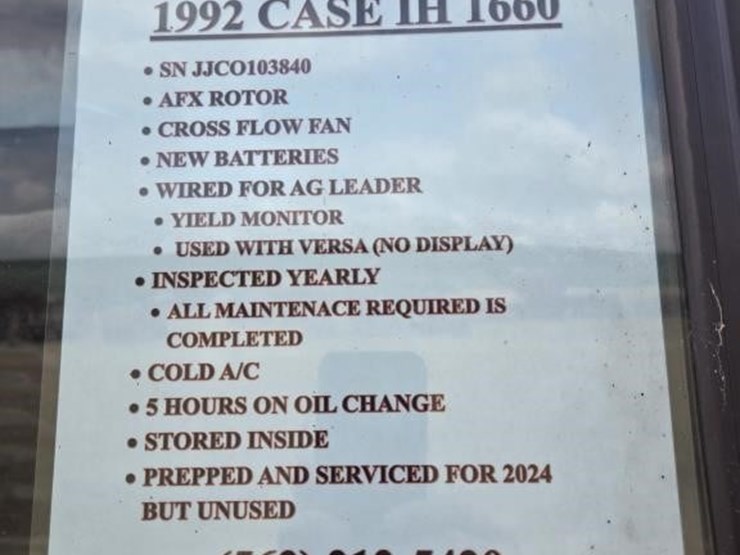 1992 CASE IH 1660
• SN JJCO103840
• AFX ROTOR
• CROSS FLOW FAN
• NEW BATTERIES
• WIRED FOR AG LEADER
• YIELD MONITOR
• USED WITH VERSA (NO DISPLAY)
• INSPECTED YEARLY
• ALL MAINTENACE REQUIRED IS
COMPLETED
• COLD A/C
• 5 HOURS ON OIL CHANGE
• STORED INSIDE
• PREPPED AND SERVICED FOR 2024
BUT UNUSED